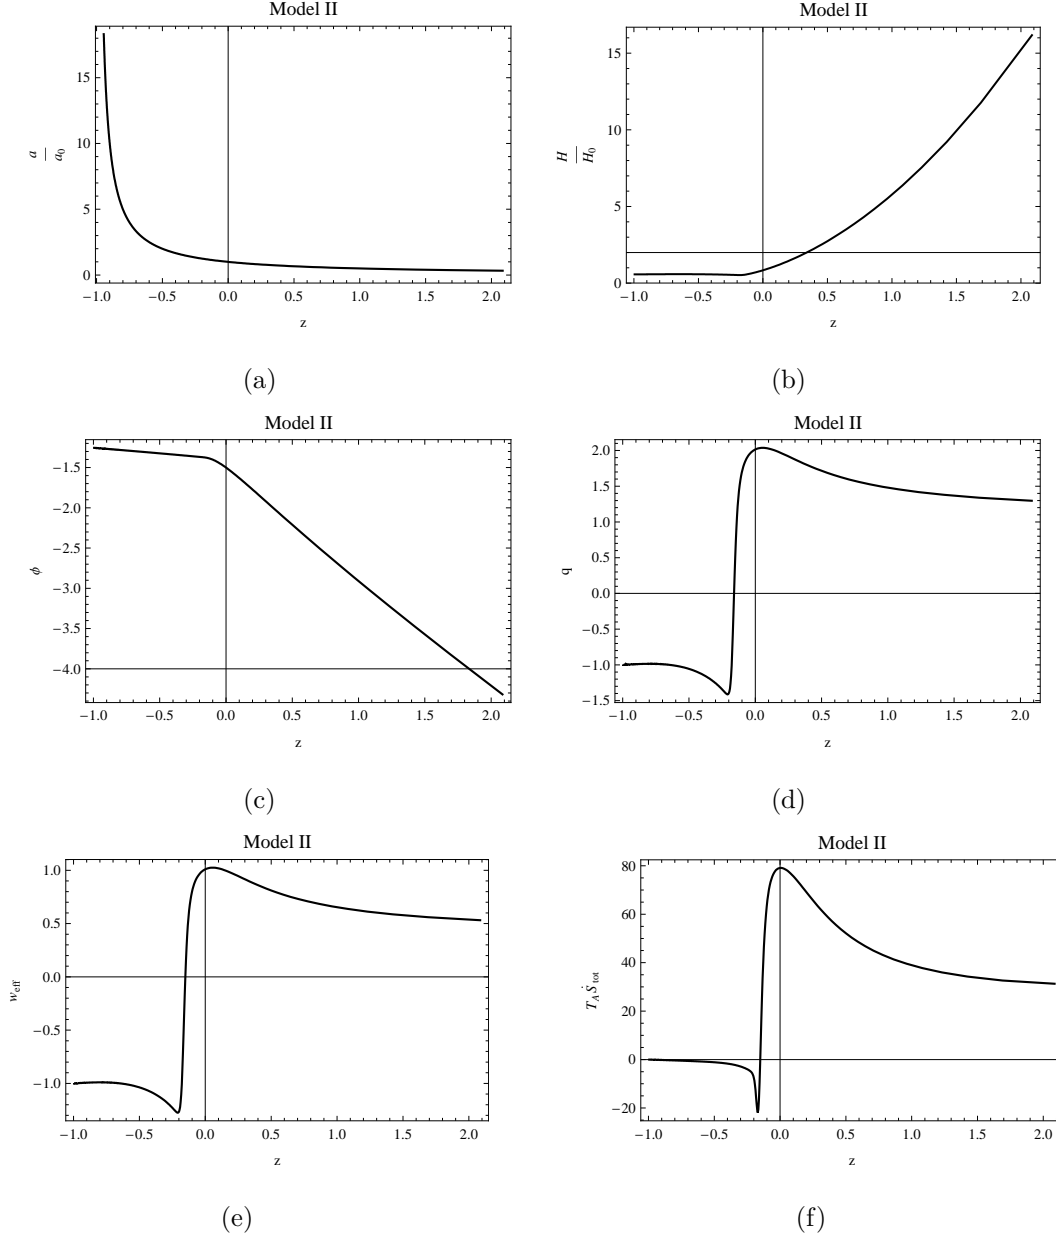 Model II
15
10
5
0
a
a0
−1.0 −0.5 0.0 0.5 1.0 1.5 2.0
z
(a)
Model II
15
10
5
0
H
H0
−1.0 −0.5 0.0 0.5 1.0 1.5 2.0
z
(b)
Model II
−1.5
−2.0
−2.5
−3.0
−3.5
−4.0
ϕ
−1.0 −0.5 0.0 0.5 1.0 1.5 2.0
z
(c)
Model II
2.0
1.5
1.0
0.5
0.0
−0.5
−1.0
−1.5
q
−1.0 −0.5 0.0 0.5 1.0 1.5 2.0
z
(d)
Model II
1.0
0.5
0.0
−0.5
−1.0
weff
−1.0 −0.5 0.0 0.5 1.0 1.5 2.0
z
(e)
Model II
80
60
40
20
0
−20
TA Ṡtot
−1.0 −0.5 0.0 0.5 1.0 1.5 2.0
z
(f)